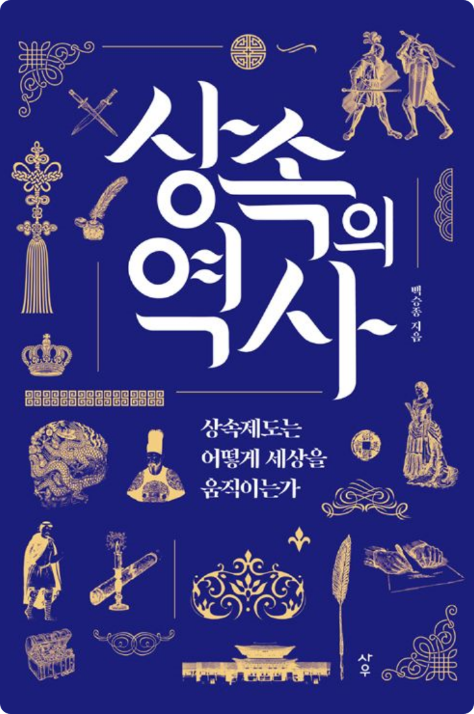 상속의
역사
백승종 지음
상속제도는
어떻게 세상을
움직이는가
사우